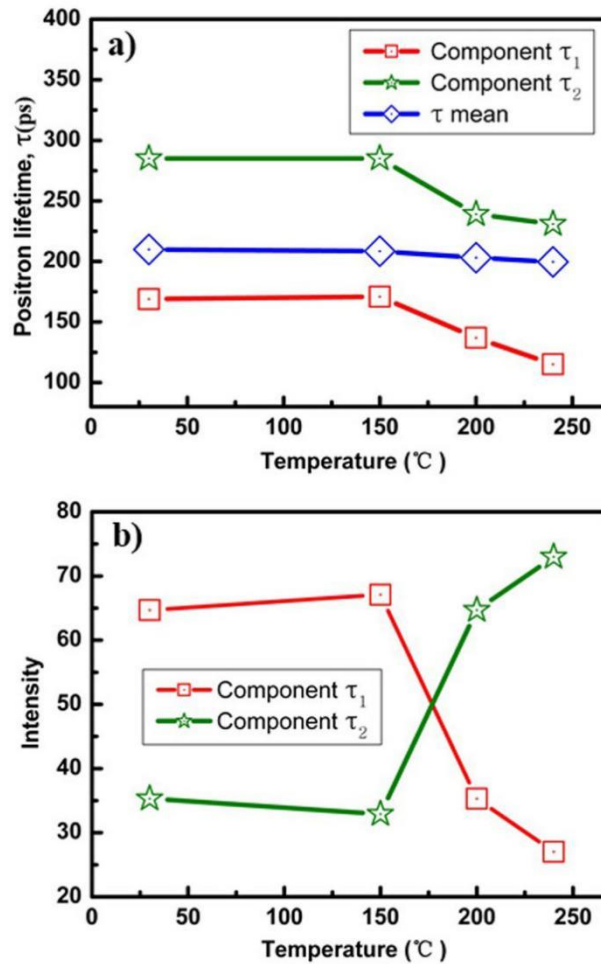 a)
Component τ1
Component τ2
τ mean
Positron lifetime, τ(ps)
400
350
300
250
200
150
100
0 50 100 150 200 250
Temperature (℃ )
b)
Component τ1
Component τ2
Intensity
80
70
60
50
40
30
20
0 50 100 150 200 250
Temperature (℃ )